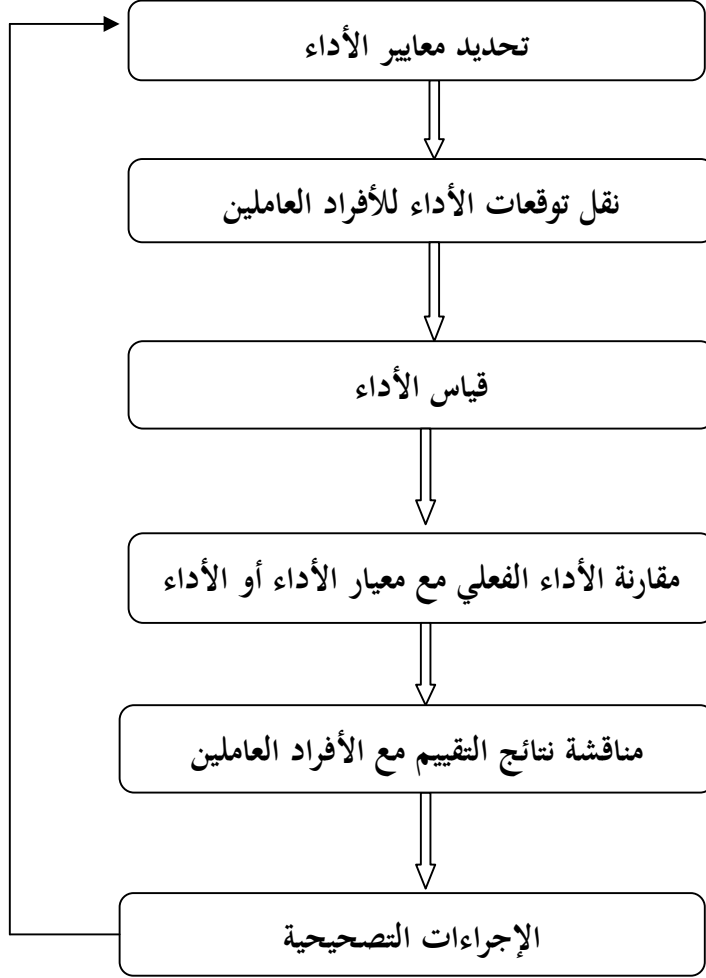 تحديد معايير الأداء
نقل توقعات الأداء للأفراد العاملين
قياس الأداء
مقارنة الأداء الفعلي مع معيار الأداء أو الأداء
مناقشة نتائج التقييم مع الأفراد العاملين
الإجراءات التصحيحية